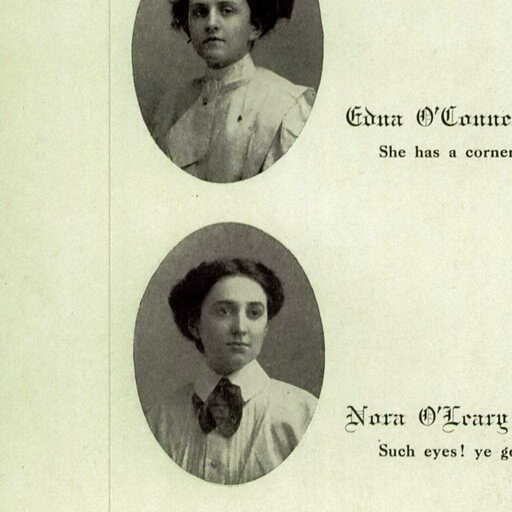 Edna O'Conne
She has a corner
Nora O'Leary
Such eyes! ye